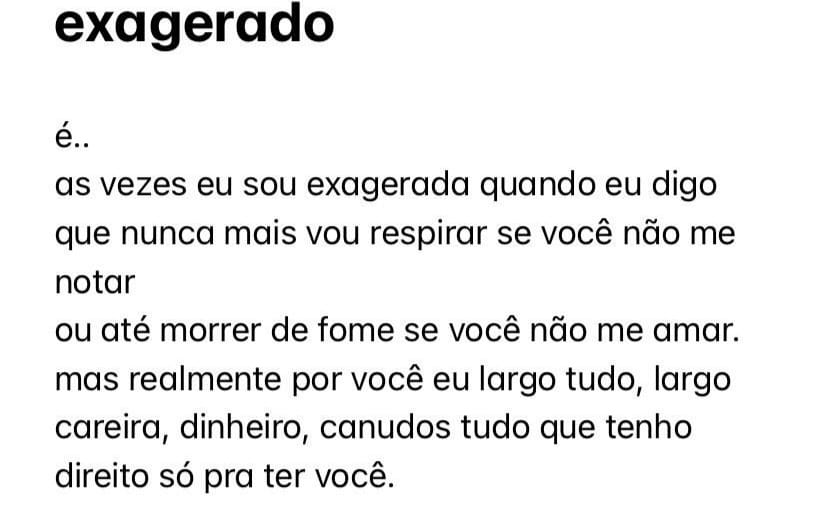 exagerado
é..
as vezes eu sou exagerada quando eu digo
que nunca mais vou respirar se você não me
notar
ou até morrer de fome se você não me amar.
mas realmente por você eu largo tudo, largo
careira, dinheiro, canudos tudo que tenho
direito só pra ter você.